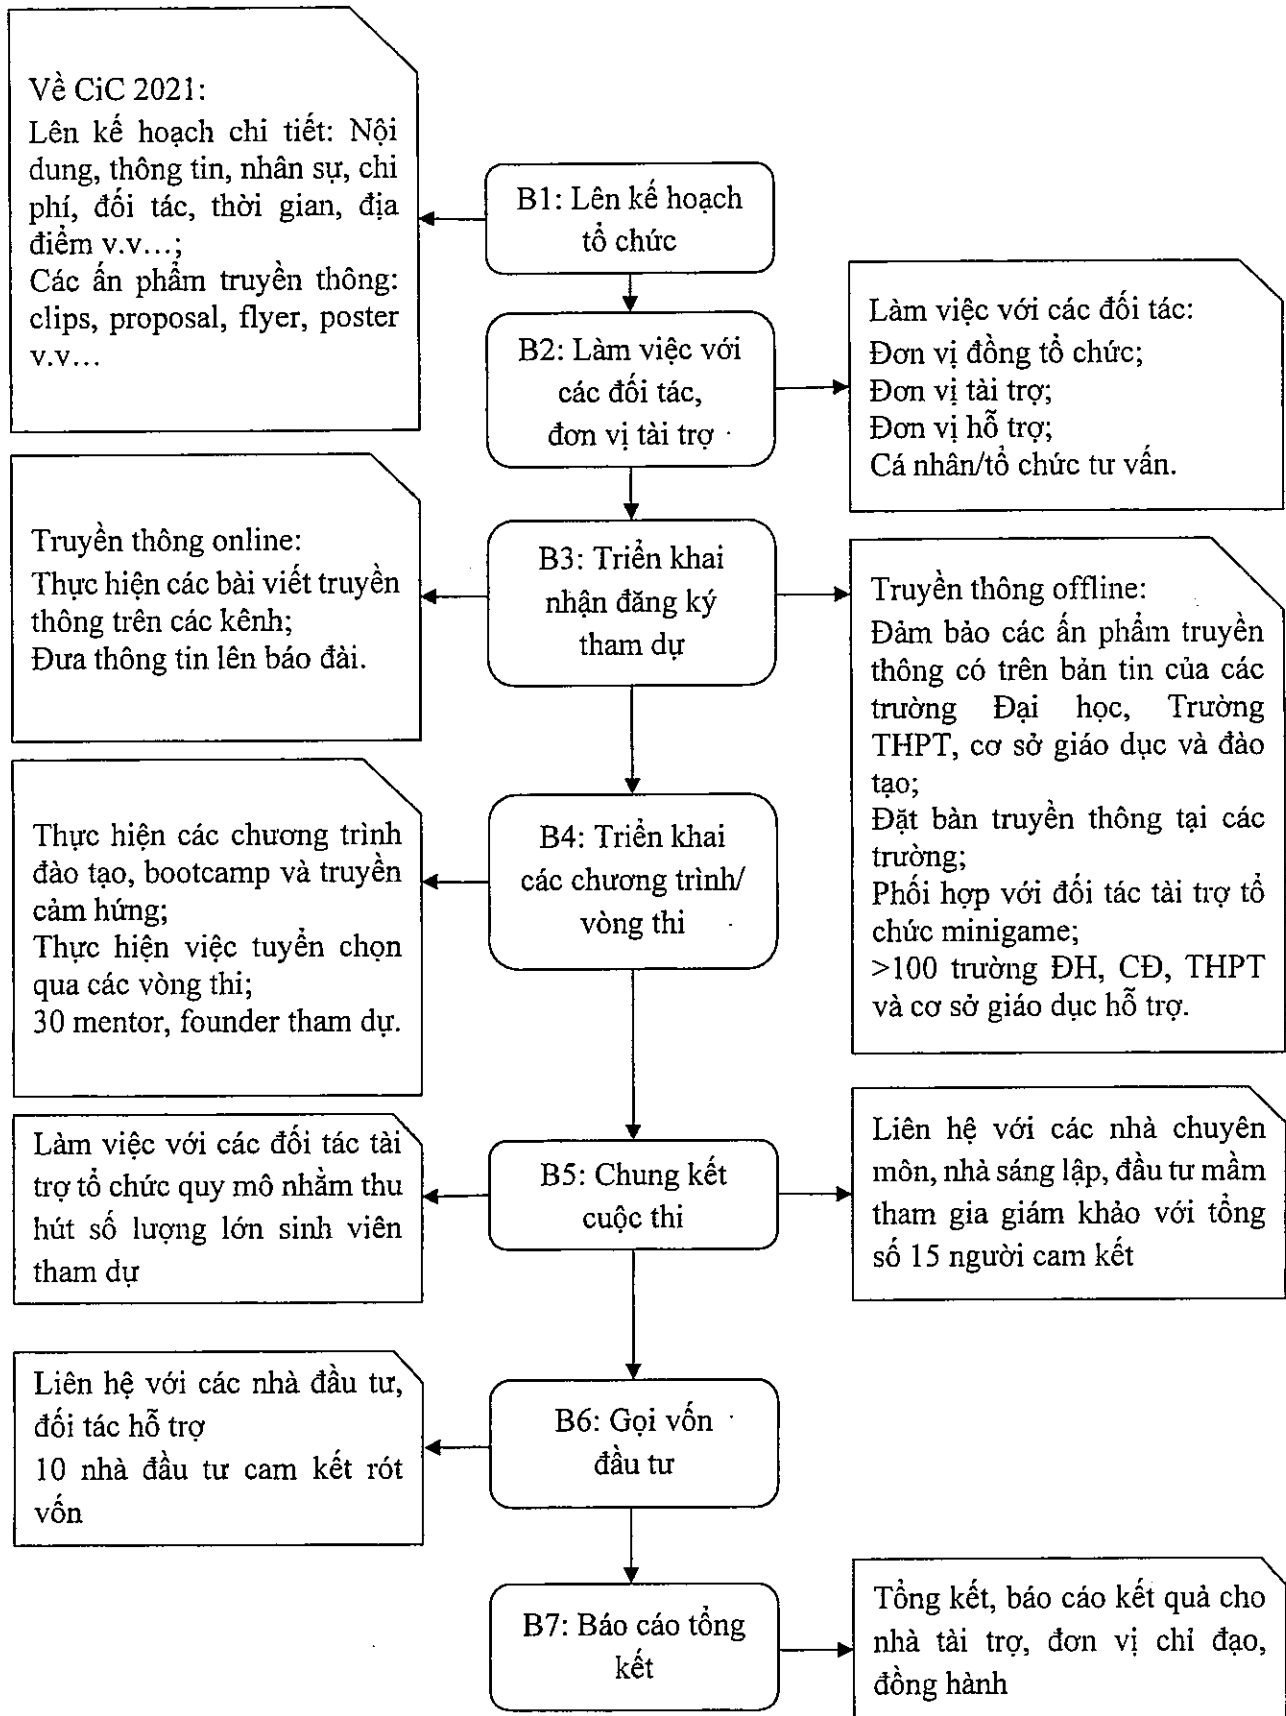 Về CiC 2021:
Lên kế hoạch chi tiết: Nội
dung, thông tin, nhân sự, chi
phí, đối tác, thời gian, địa
điểm v.v...;
Các ấn phẩm truyền thông:
clips, proposal, flyer, poster
v.v...
B1: Lên kế hoạch
tổ chức
B2: Làm việc với
các đối tác,
đơn vị tài trợ
Làm việc với các đối tác:
Đơn vị đồng tổ chức;
Đơn vị tài trợ;
Đơn vị hỗ trợ;
Cá nhân/tổ chức tư vấn.
Truyền thông online:
Thực hiện các bài viết truyền
thông trên các kênh;
Đưa thông tin lên báo đài.
B3: Triển khai
nhận đăng ký
tham dự
Truyền thông offline:
Đảm bảo các ấn phẩm truyền
thông có trên bản tin của các
trường Đại học, Trường
THPT, cơ sở giáo dục và đào
tạo;
Đặt bàn truyền thông tại các
trường;
Phối hợp với đối tác tài trợ tổ
chức minigame;
>100 trường ĐH, CĐ, THPT
và cơ sở giáo dục hỗ trợ.
Thực hiện các chương trình
đào tạo, bootcamp và truyền
cảm hứng;
Thực hiện việc tuyển chọn
qua các vòng thi;
30 mentor, founder tham dự.
B4: Triển khai
các chương trình/
vòng thi
Làm việc với các đối tác tài
trợ tổ chức quy mô nhằm thu
hút số lượng lớn sinh viên
tham dự
B5: Chung kết
cuộc thi
Liên hệ với các nhà chuyên
môn, nhà sáng lập, đầu tư mầm
tham gia giám khảo với tổng
số 15 người cam kết
Liên hệ với các nhà đầu tư,
đối tác hỗ trợ
10 nhà đầu tư cam kết rót
vốn
B6: Gọi vốn
đầu tư
B7: Báo cáo tổng
kết
Tổng kết, báo cáo kết quả cho
nhà tài trợ, đơn vị chỉ đạo,
đồng hành